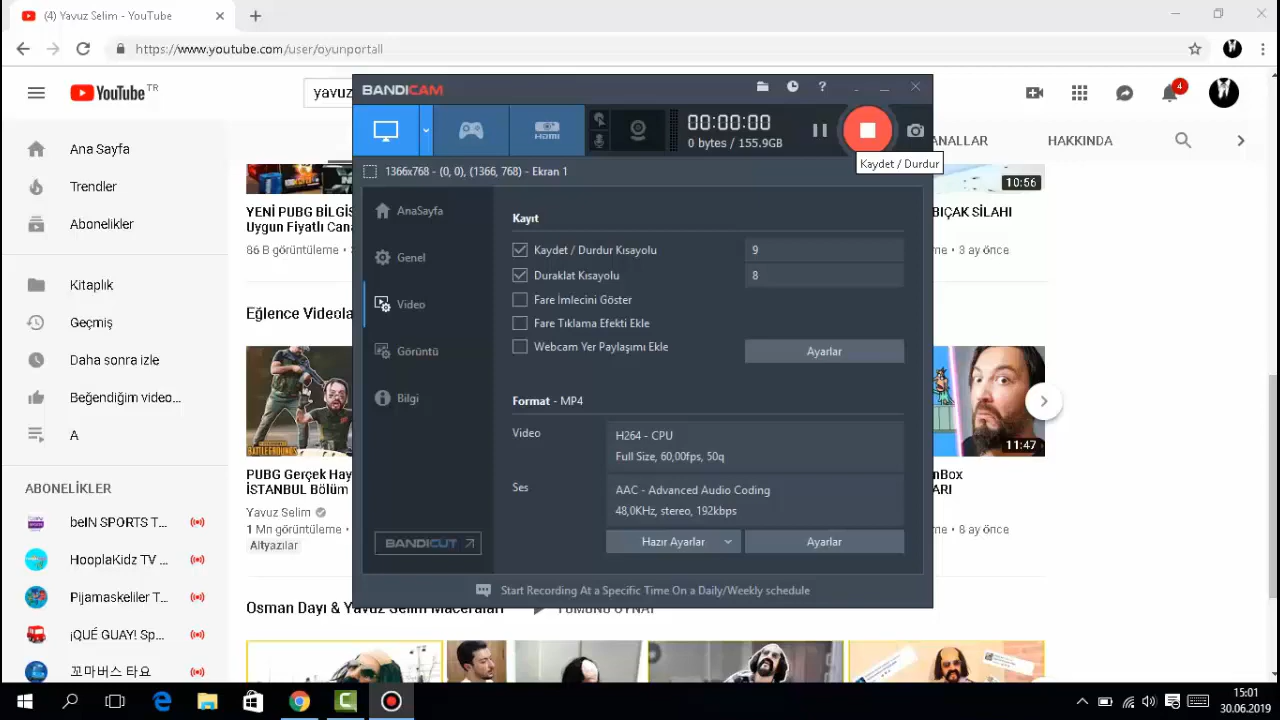 (4) Yavuz Selim - YouTube
https://www.youtube.com/user/oyunportall
YouTube TR
yavuz
4
Ana Sayfa
Trendler
Abonelikler
Kitaplık
Geçmiş
Daha sonra izle
Beğendiğim video...
A
ABONELİKLER
beIN SPORTS T...
HooplaKidz TV ...
Pijamaskeliler T...
¡QUÉ GUAY! Sp...
꼬마버스 타요
ANALLAR
HAKKINDA
YENİ PUBG BİLGİS
Uygun Fiyatlı Cana
86 B görüntüleme
10:56
BIÇAK SİLAHI
3 ay önce
Eğlence Videola
PUBG Gerçek Hay
İSTANBUL Bölüm
Yavuz Selim
1 Mn görüntüleme
Altyazılar
11:47
nBox
ARI
8 ay önce
Osman Dayı & Yavuz Selim Maceraları
TÜMÜNÜ OYNAT
BANDICAM
HDMI
00:00:00
0 bytes / 155.9GB
Kaydet / Durdur
1366x768 - (0, 0), (1366, 768) - Ekran 1
AnaSayfa
Genel
Video
Görüntü
Bilgi
BANDICUT
Kayıt
Kaydet / Durdur Kısayolu 9
Duraklat Kısayolu 8
Fare İmlecini Göster
Fare Tıklama Efekti Ekle
Webcam Yer Paylaşımı Ekle
Ayarlar
Format - MP4
Video
H264 - CPU
Full Size, 60,00fps, 50q
Ses
AAC - Advanced Audio Coding
48,0KHz, stereo, 192kbps
Hazır Ayarlar
Ayarlar
Start Recording At a Specific Time On a Daily/Weekly schedule
15:01
30.06.2019